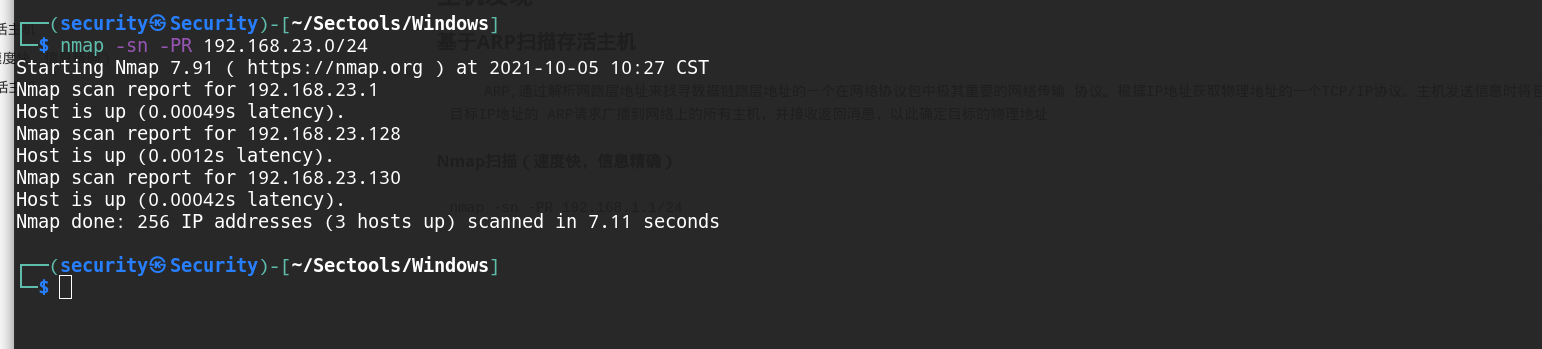 主机发现
┌──(security㉿Security)-[~/Sectools/Windows]
基于ARP扫描存活主机
└─$ nmap -sn -PR 192.168.23.0/24
Starting Nmap 7.91 ( https://nmap.org ) at 2021-10-05 10:27 CST
Nmap scan report for 192.168.23.1
ARP,通过解析网路层地址来找寻数据链路层地址的一个在网络协议包中极其重要的网络传输 协议。根据IP地址获取物理地址的一个TCP/IP协议。主机发送信息时将包
Host is up (0.00049s latency).
目标IP地址的 ARP请求广播到网络上的所有主机，并接收返回消息，以此确定目标的物理地址
Nmap scan report for 192.168.23.128
Host is up (0.0012s latency).
Nmap扫描（速度快，信息精确）
Nmap scan report for 192.168.23.130
Host is up (0.00042s latency).
nmap -sn -PR 192.168.1.1/24
Nmap done: 256 IP addresses (3 hosts up) scanned in 7.11 seconds
┌──(security㉿Security)-[~/Sectools/Windows]
└─$